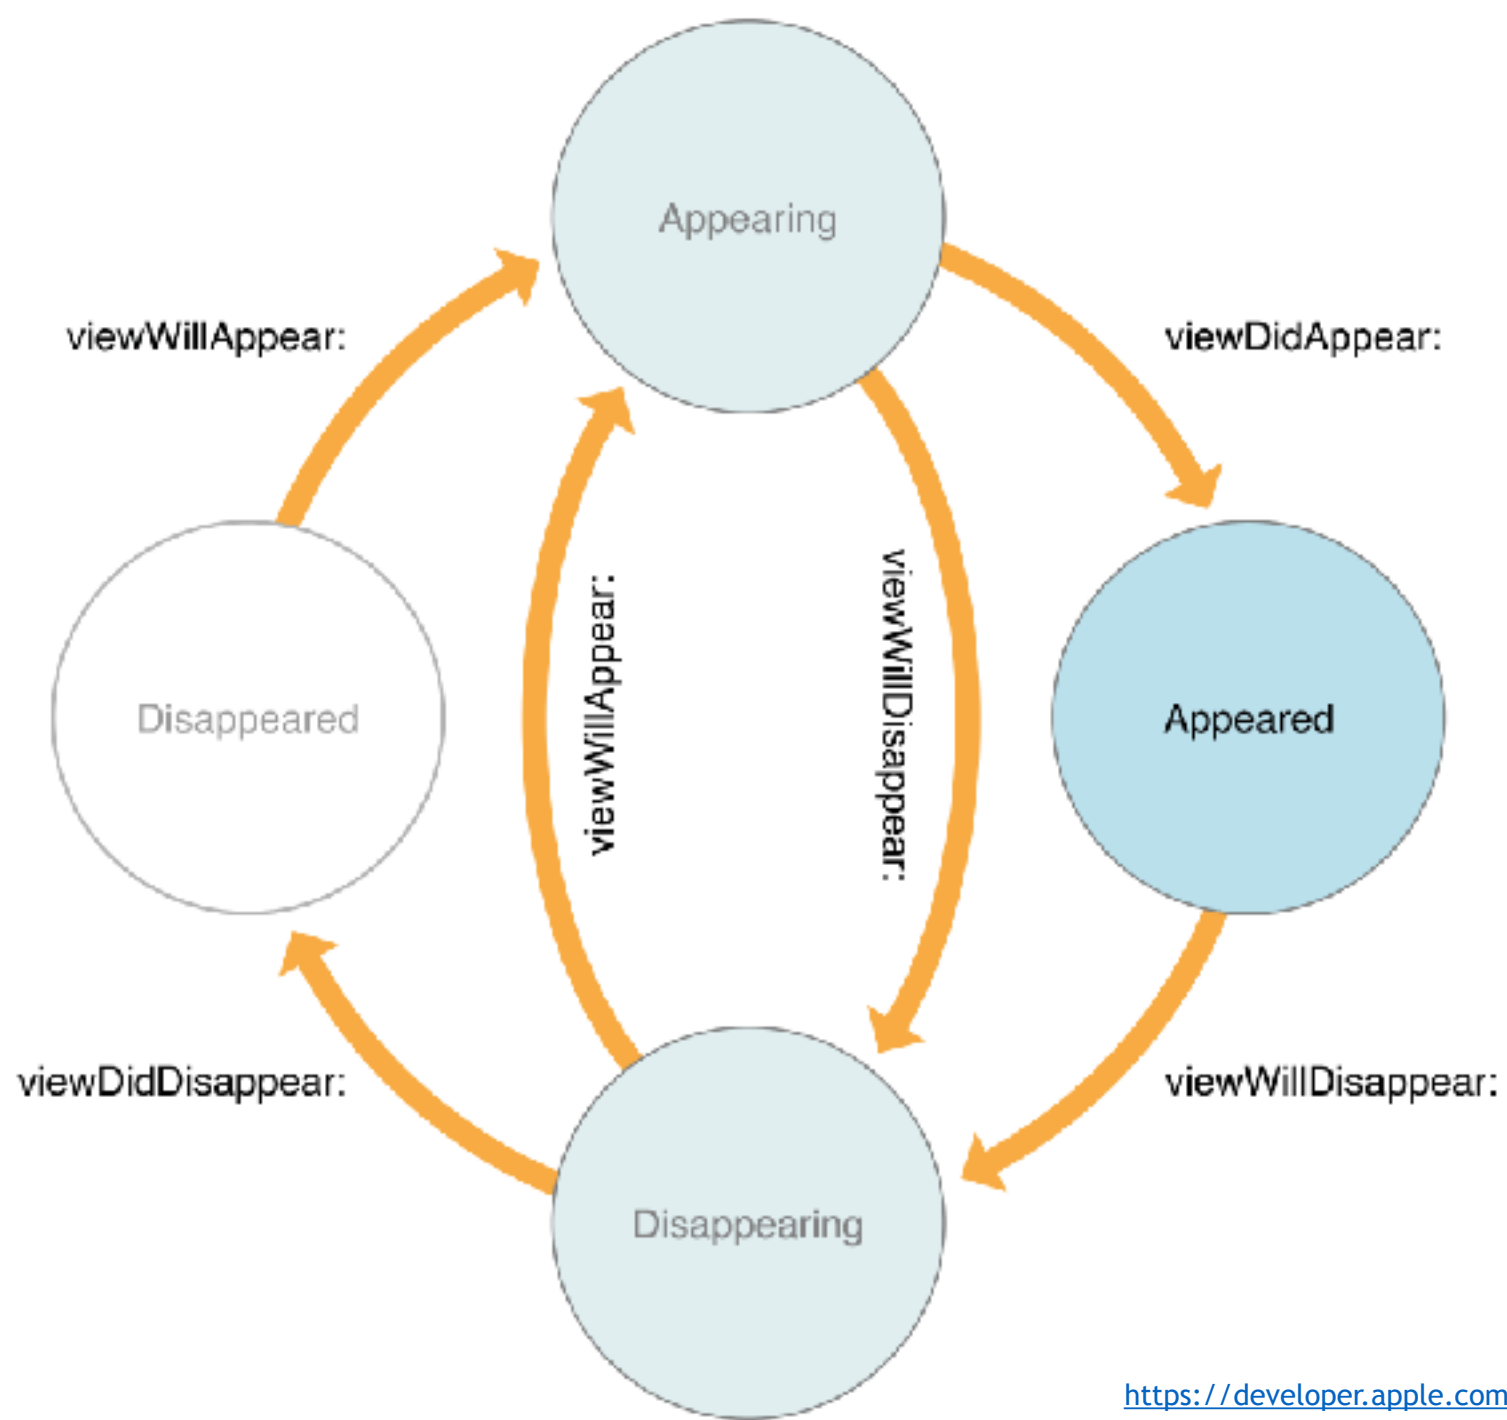 Appearing
viewWillAppear:
viewDidAppear:
viewWillAppear:
viewWillDisappear:
Disappeared
Appeared
viewDidDisappear:
viewWillDisappear:
Disappearing
https://developer.apple.com